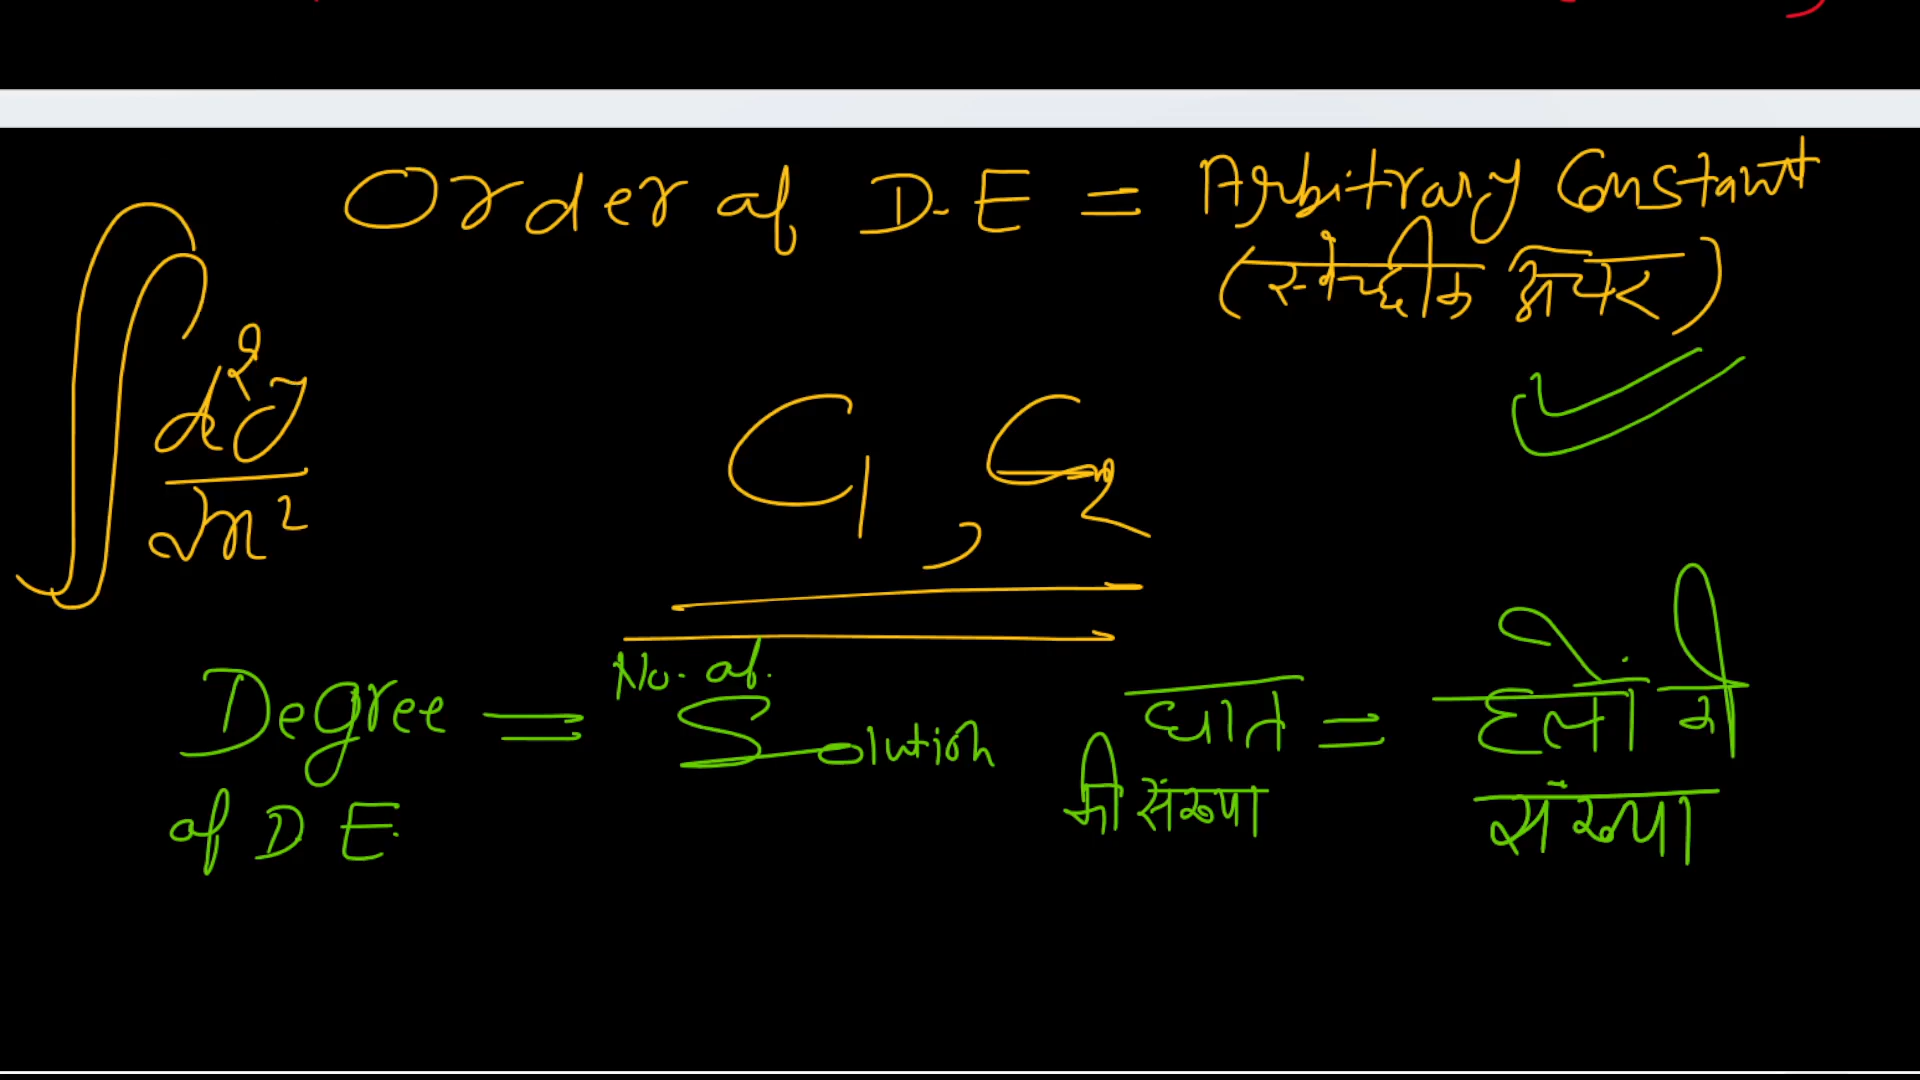 Order of D.E = Arbitrary Constant
(स्वेच्छीक अचर)
∬ d²y/dx²
C₁, C₂
Degree of D E. = No. of. Solution
घात की संख्या = हलों की संख्या